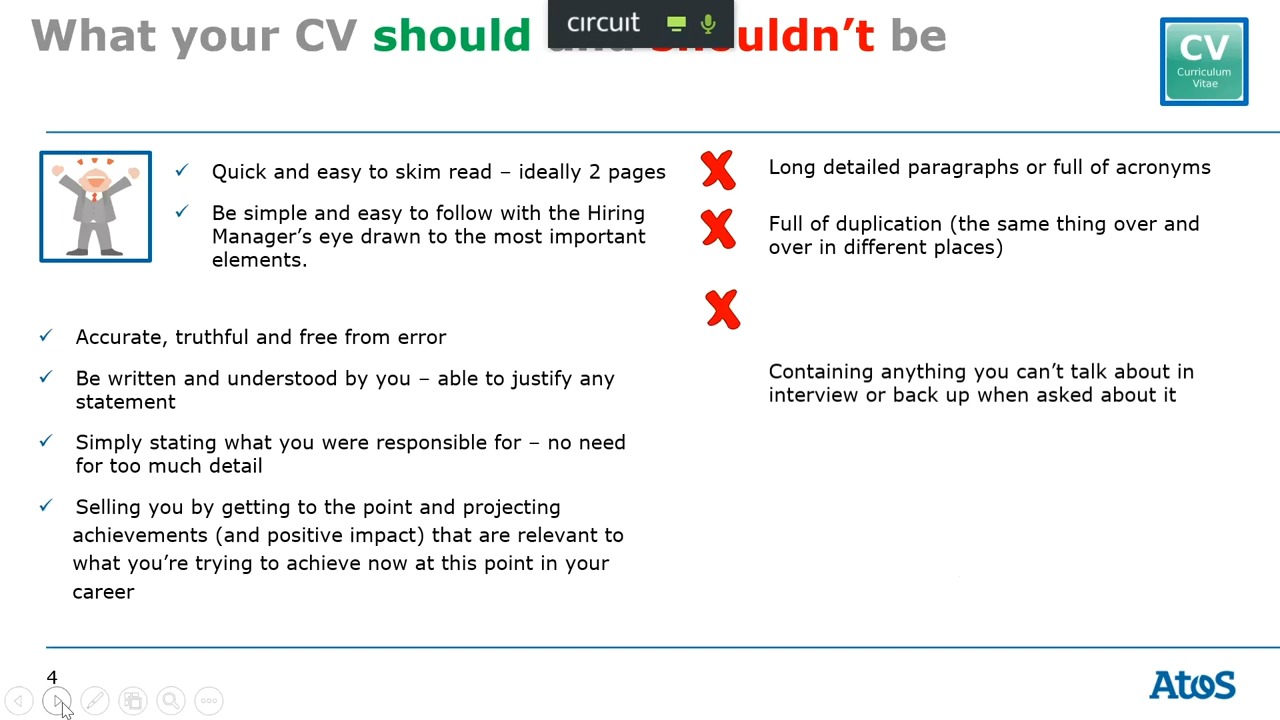 What your CV should and shouldn't be
circuit
CV
Curriculum
Vitae
Quick and easy to skim read – ideally 2 pages
Be simple and easy to follow with the Hiring
Manager's eye drawn to the most important
elements.
Accurate, truthful and free from error
Be written and understood by you – able to justify any
statement
Simply stating what you were responsible for – no need
for too much detail
Selling you by getting to the point and projecting
achievements (and positive impact) that are relevant to
what you're trying to achieve now at this point in your
career
Long detailed paragraphs or full of acronyms
Full of duplication (the same thing over and
over in different places)
Containing anything you can't talk about in
interview or back up when asked about it
4
Atos